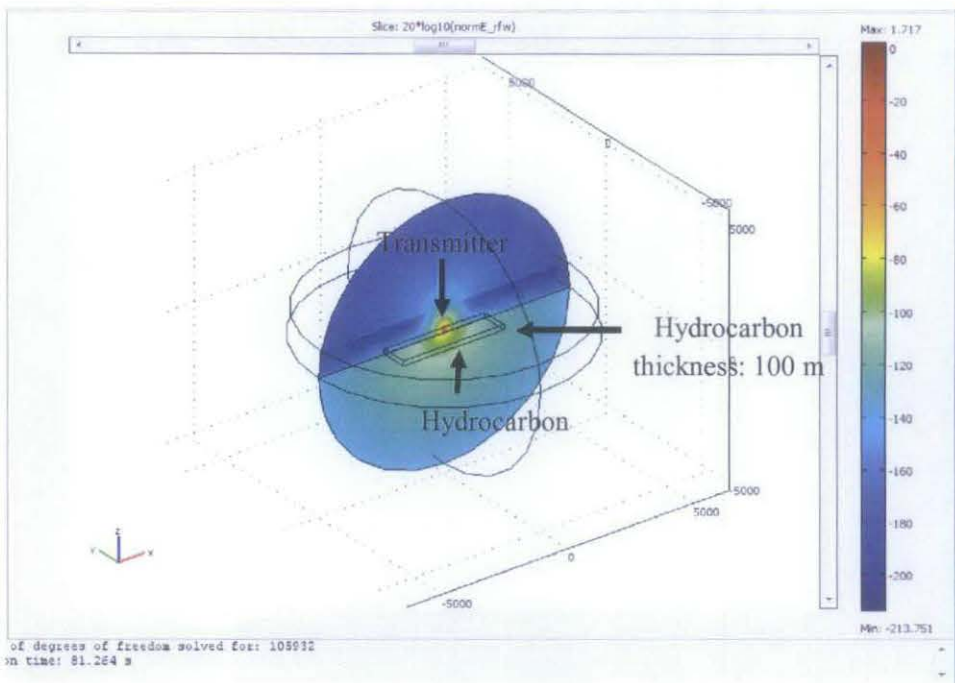 Slice: 20*log10(normE_rfw)
Max: 1.717
0
-20
-40
-60
-80
-100
-120
-140
-160
-180
-200
Min: -213.751
5000
0
-5000
5000
5000
5000
0
-5000
Transmitter
Hydrocarbon
thickness: 100 m
Hydrocarbon
z
y
x
of degrees of freedom solved for: 105932
on time: 81.264 s